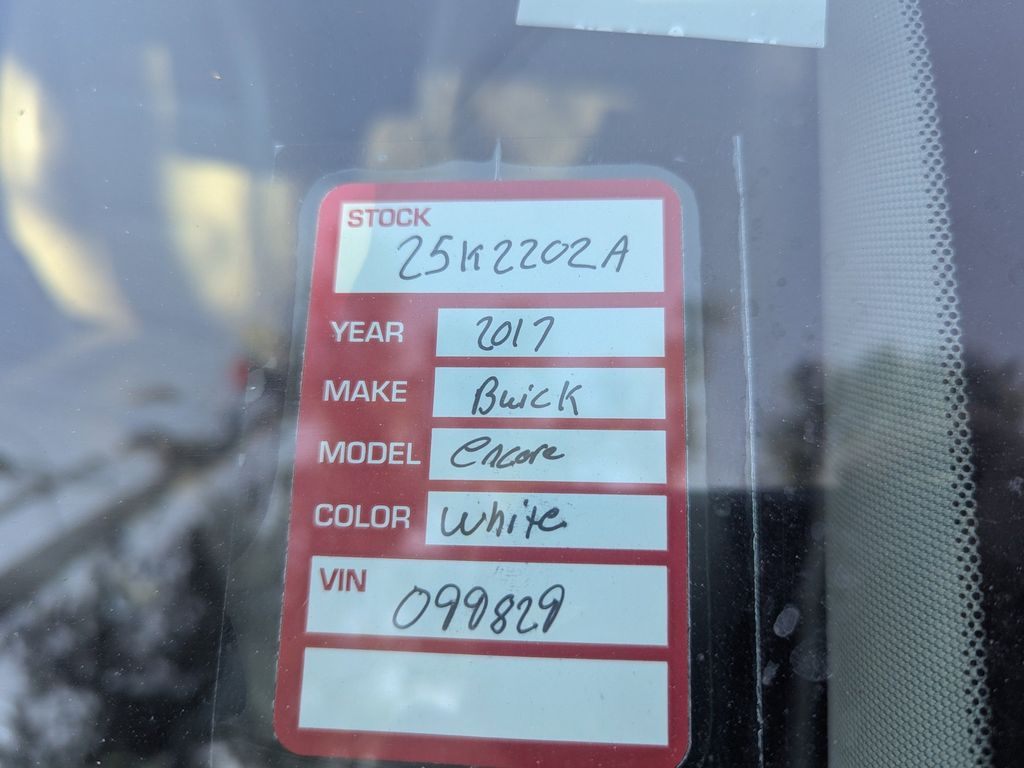 STOCK
25K2202A
YEAR 2017
MAKE Buick
MODEL encore
COLOR white
VIN
099829